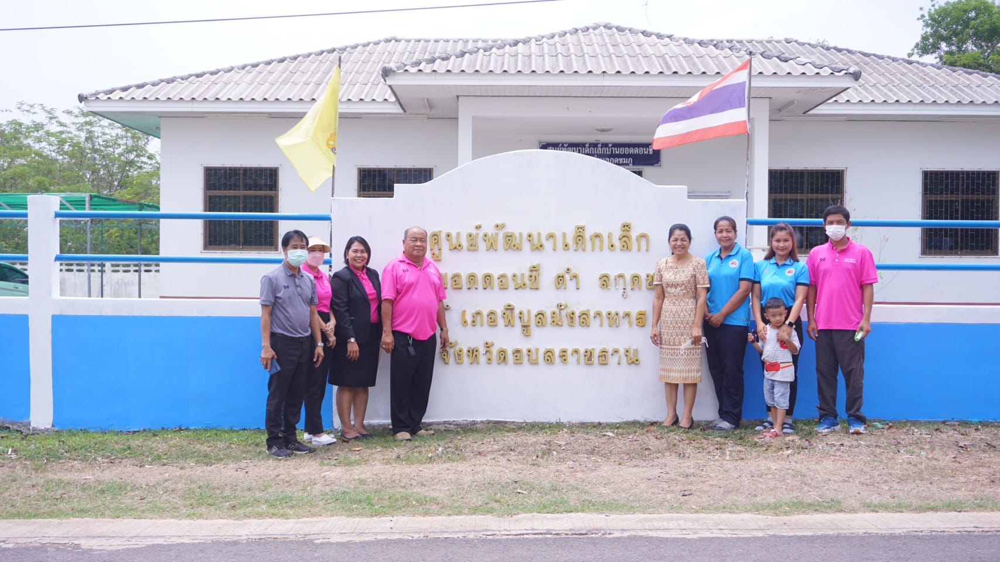 ศูนย์พัฒนาเด็กเล็กบ้านยอดดอนชี
ศูนย์พัฒนาเด็กเล็ก
ยอดดอนชี ตำ ลกุดช
เภอพิบูลมังสาหาร
จังหวัดอุบลราชธานี